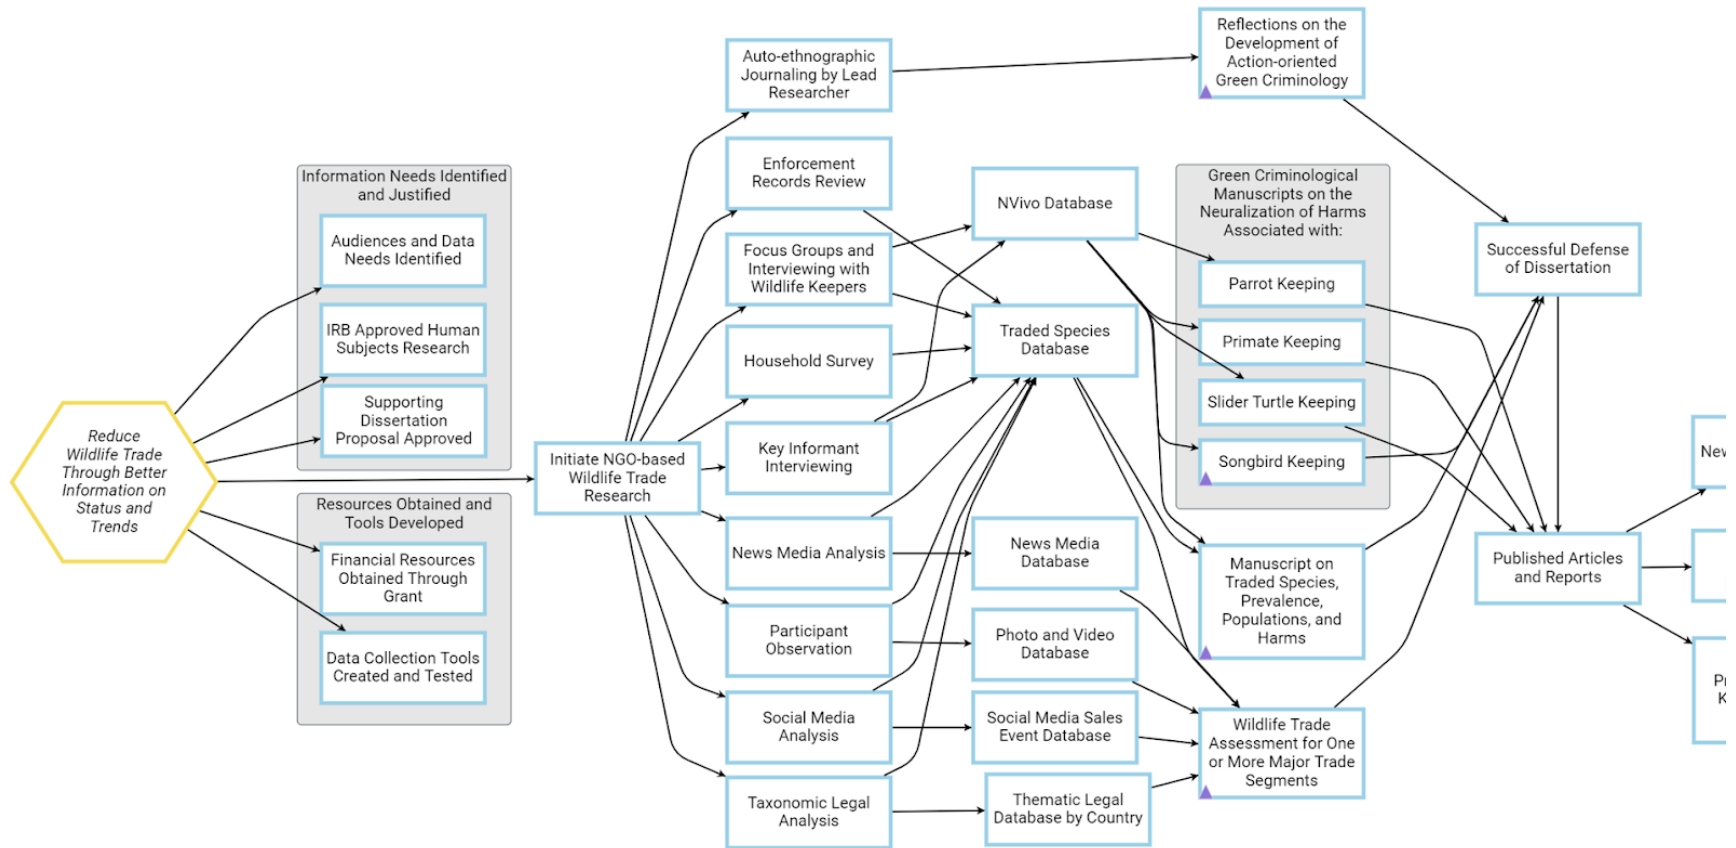 Reduce
Wildlife Trade
Through Better
Information on
Status and
Trends
Information Needs Identified
and Justified
Audiences and Data
Needs Identified
IRB Approved Human
Subjects Research
Supporting
Dissertation
Proposal Approved
Resources Obtained and
Tools Developed
Financial Resources
Obtained Through
Grant
Data Collection Tools
Created and Tested
Initiate NGO-based
Wildlife Trade
Research
Auto-ethnographic
Journaling by Lead
Researcher
Enforcement
Records Review
Focus Groups and
Interviewing with
Wildlife Keepers
Household Survey
Key Informant
Interviewing
News Media Analysis
Participant
Observation
Social Media
Analysis
Taxonomic Legal
Analysis
NVivo Database
Traded Species
Database
News Media
Database
Photo and Video
Database
Social Media Sales
Event Database
Thematic Legal
Database by Country
Reflections on the
Development of
Action-oriented
Green Criminology
Green Criminological
Manuscripts on the
Neuralization of Harms
Associated with:
Parrot Keeping
Primate Keeping
Slider Turtle Keeping
Songbird Keeping
Manuscript on
Traded Species,
Prevalence,
Populations, and
Harms
Wildlife Trade
Assessment for One
or More Major Trade
Segments
Successful Defense
of Dissertation
Published Articles
and Reports
New